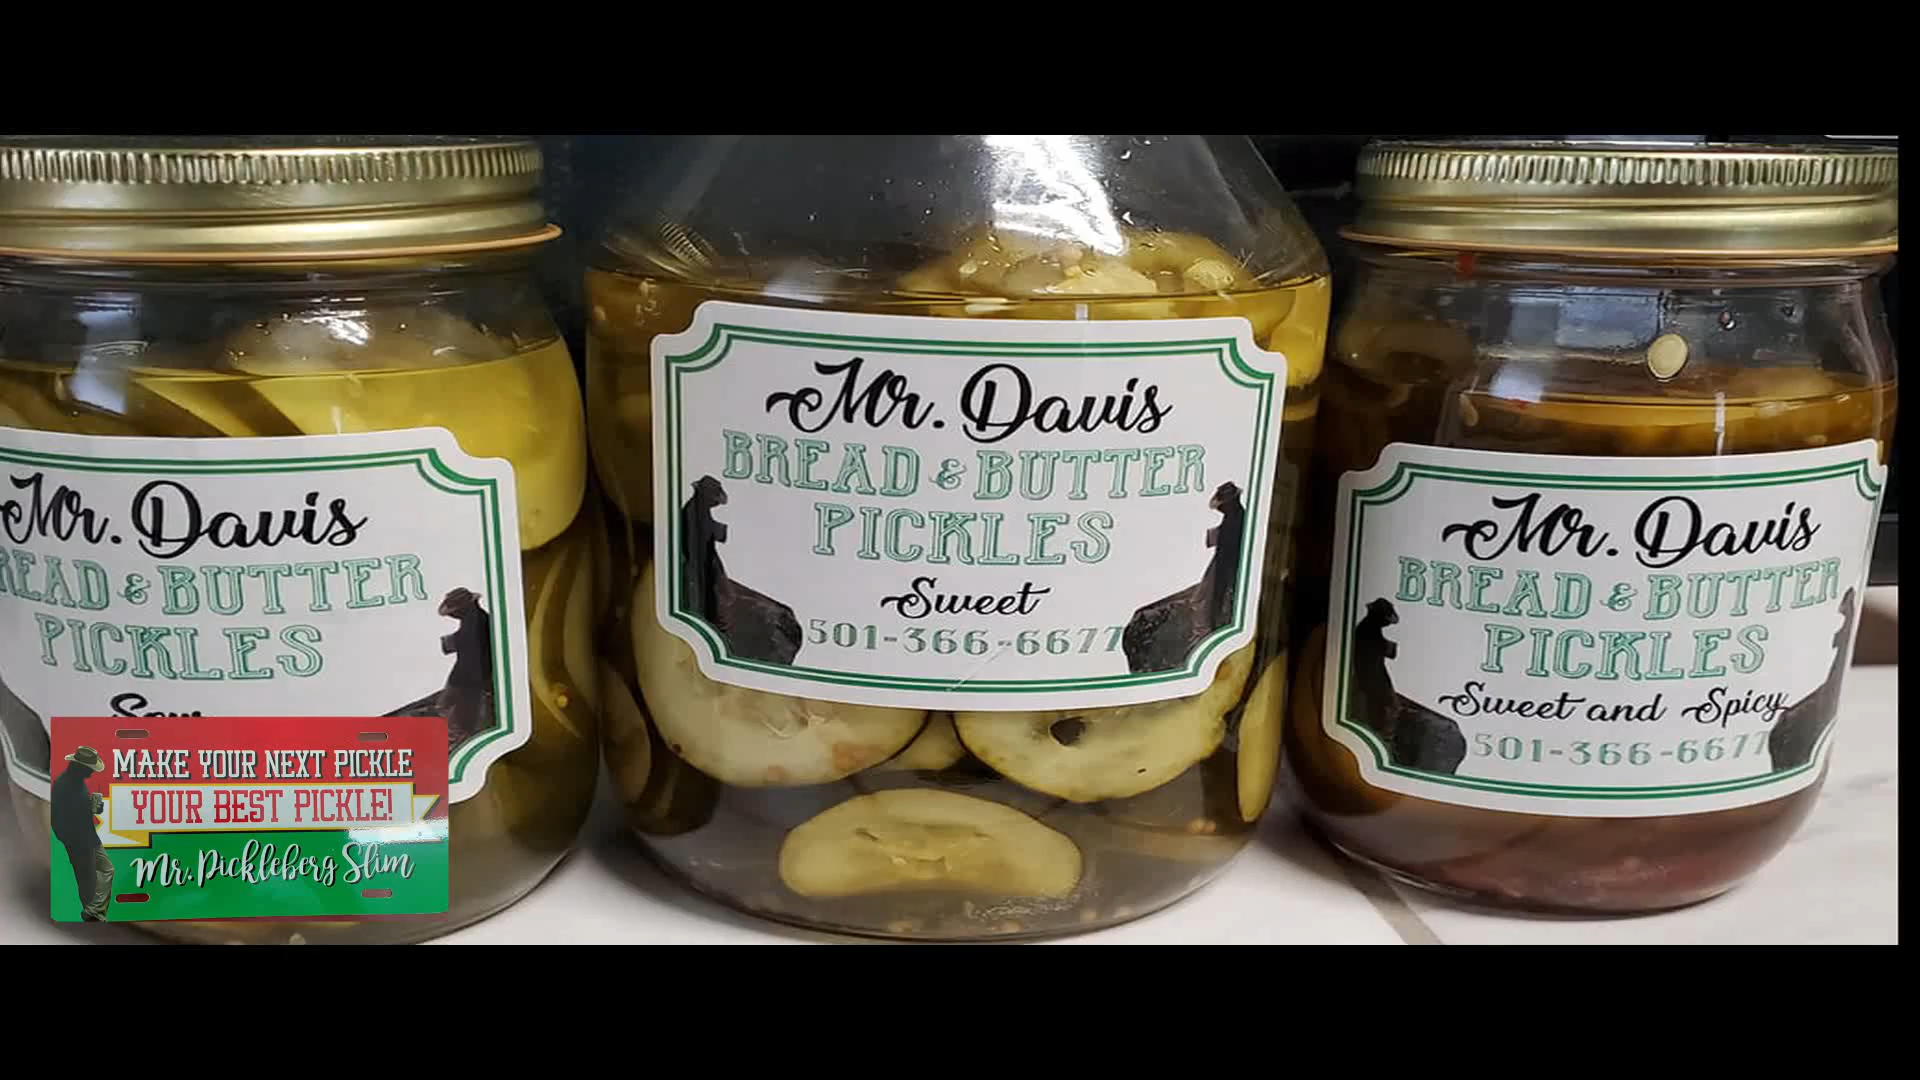 Mr. Davis
READ & BUTTER
PICKLES
Mr. Davis
BREAD & BUTTER
PICKLES
Sweet
501-366-6677
Mr. Davis
BREAD & BUTTER
PICKLES
Sweet and Spicy
501-366-6677
MAKE YOUR NEXT PICKLE
YOUR BEST PICKLE!
Mr. Pickleberg Slim